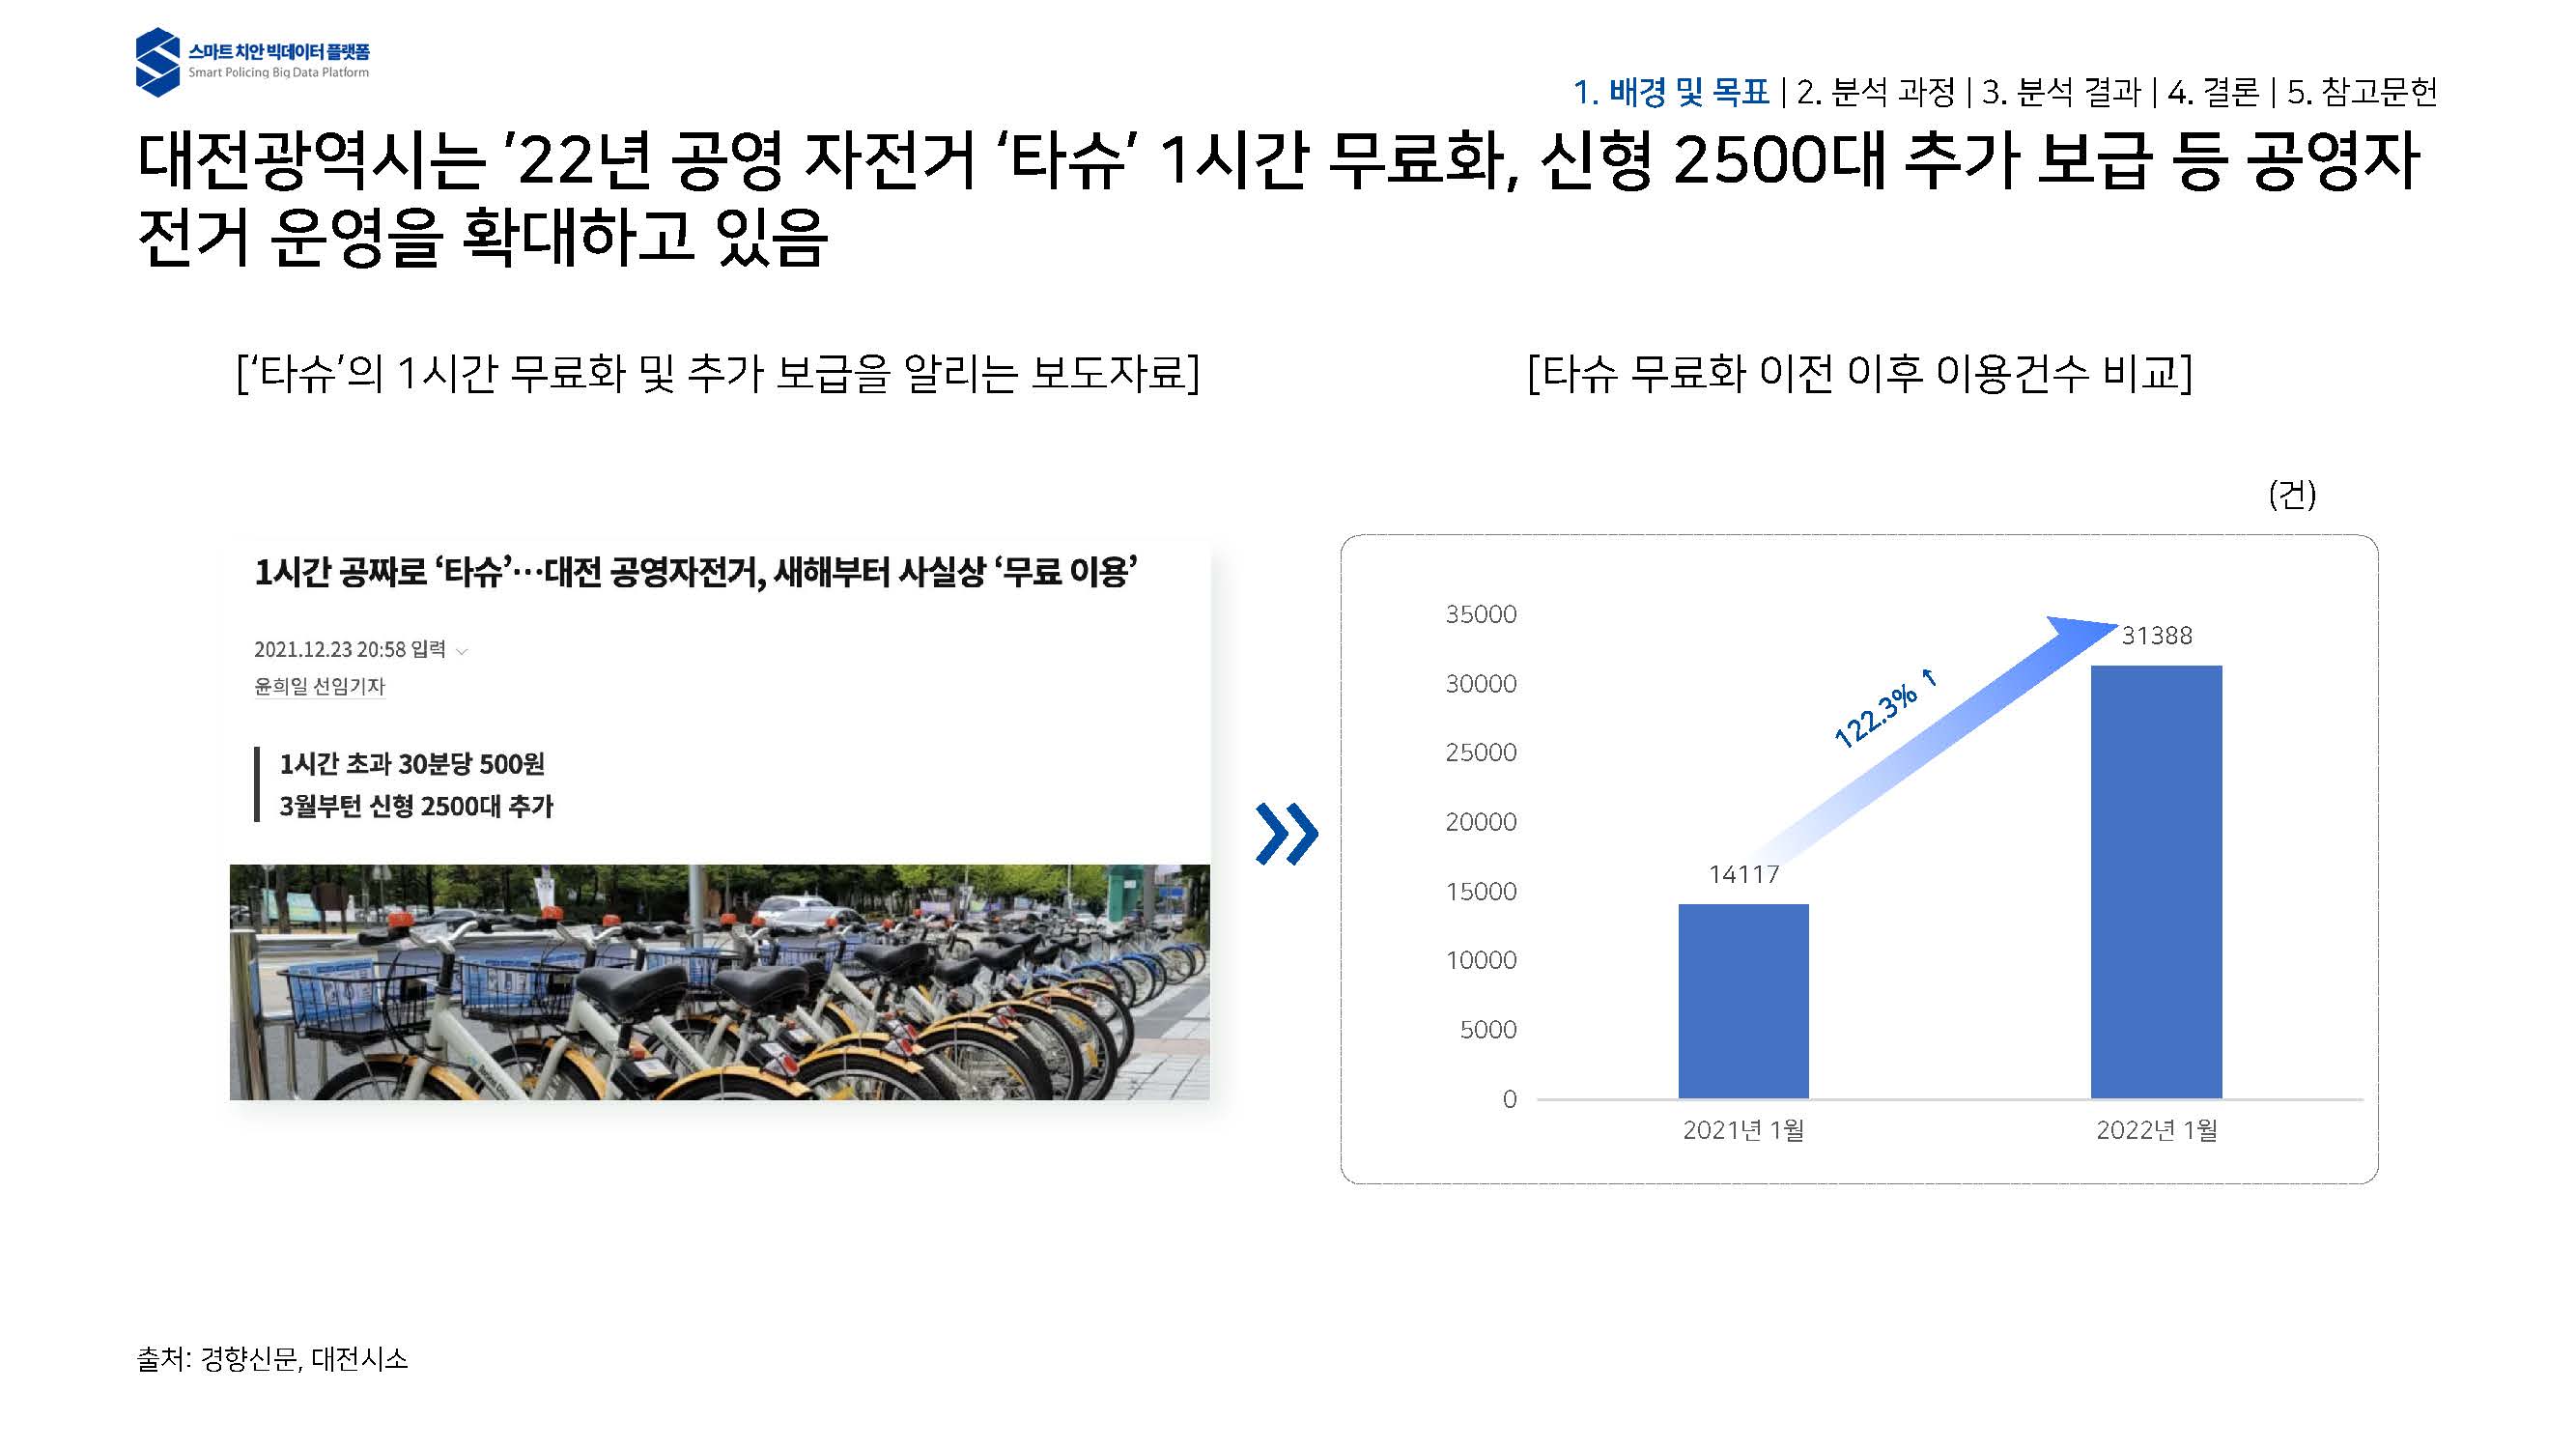 스마트 치안 빅데이터 플랫폼
Smart Policing Big Data Platform
1. 배경 및 목표 | 2. 분석 과정 | 3. 분석 결과 | 4. 결론 | 5. 참고문헌
대전광역시는 ’22년 공영 자전거 ‘타슈’ 1시간 무료화, 신형 2500대 추가 보급 등 공영자
전거 운영을 확대하고 있음
[‘타슈’의 1시간 무료화 및 추가 보급을 알리는 보도자료]
1시간 공짜로 ‘타슈’…대전 공영자전거, 새해부터 사실상 ‘무료 이용’
2021.12.23 20:58 입력
윤희일 선임기자
1시간 초과 30분당 500원
3월부턴 신형 2500대 추가
[타슈 무료화 이전 이후 이용건수 비교]
(건)
35000
30000
25000
20000
15000
10000
5000
0
14117
122.3% ↑
31388
2021년 1월
2022년 1월
출처: 경향신문, 대전시소